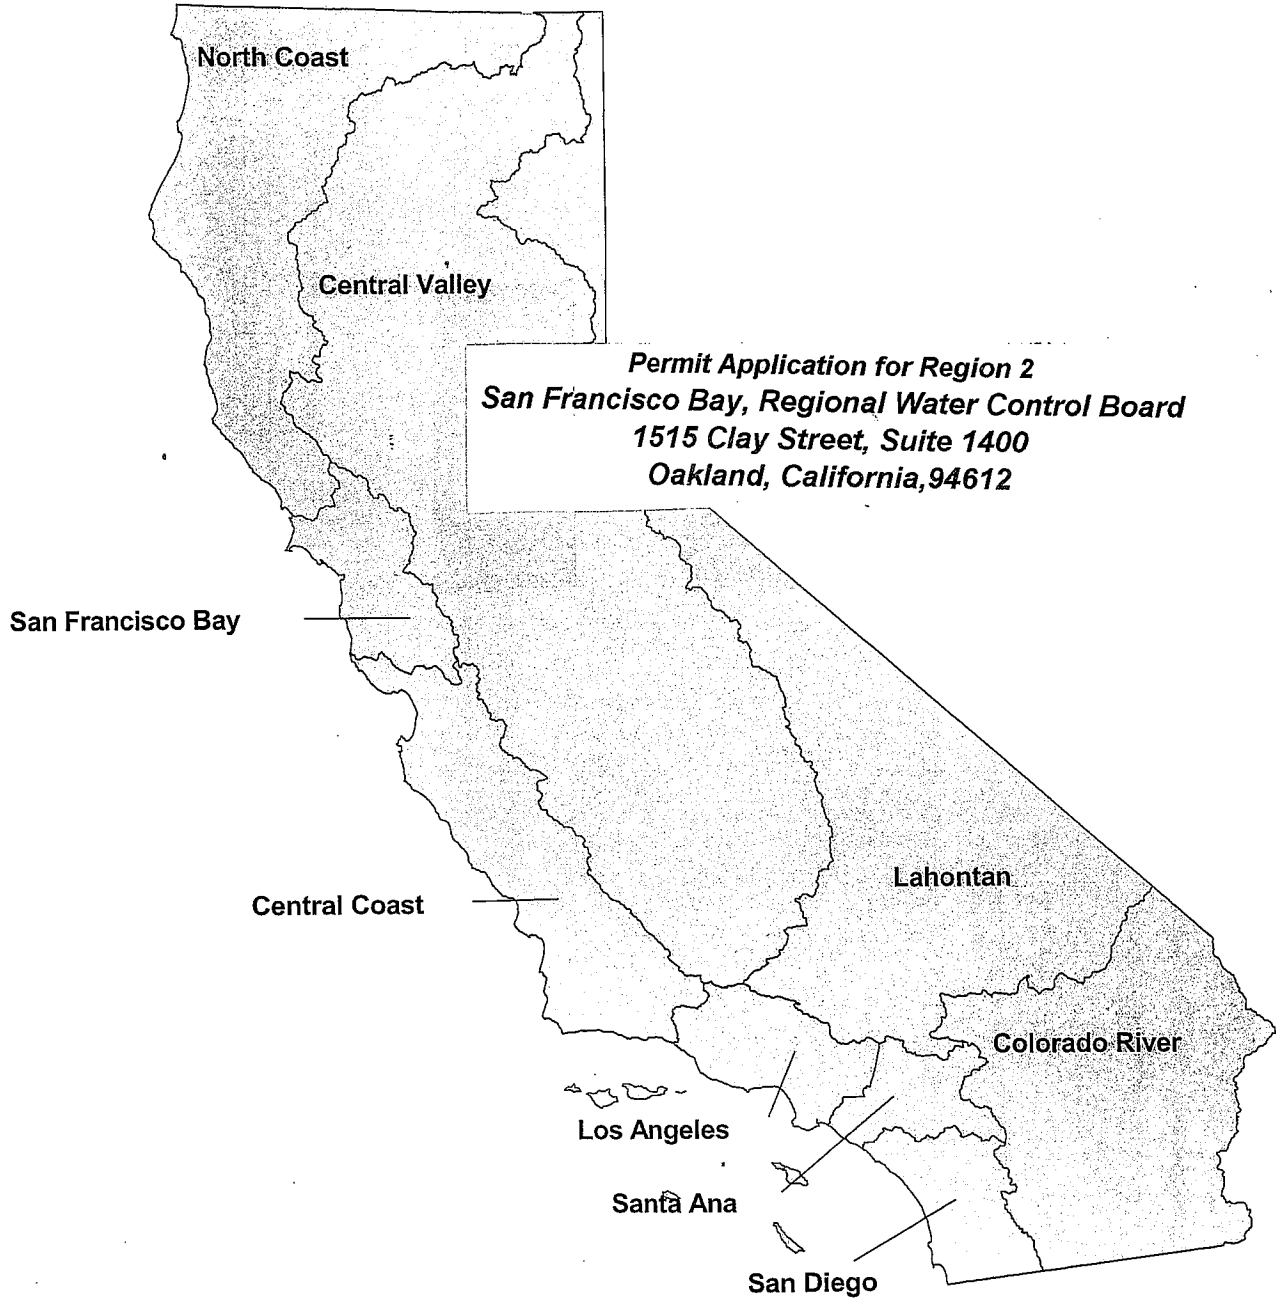 North Coast
Central Valley
Permit Application for Region 2
San Francisco Bay, Regional Water Control Board
1515 Clay Street, Suite 1400
Oakland, California,94612
San Francisco Bay
Lahontan
Central Coast
Colorado River
Los Angeles
Santa Ana
San Diego